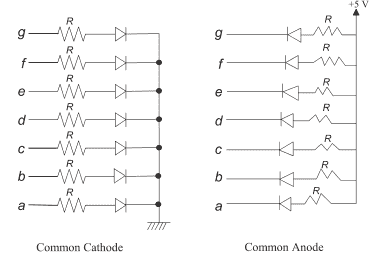 +5 V
g R
f R
e R
d R
c R
b R
a R
Common Cathode
g R
f R
e R
d R
c R
b R
a R
Common Anode